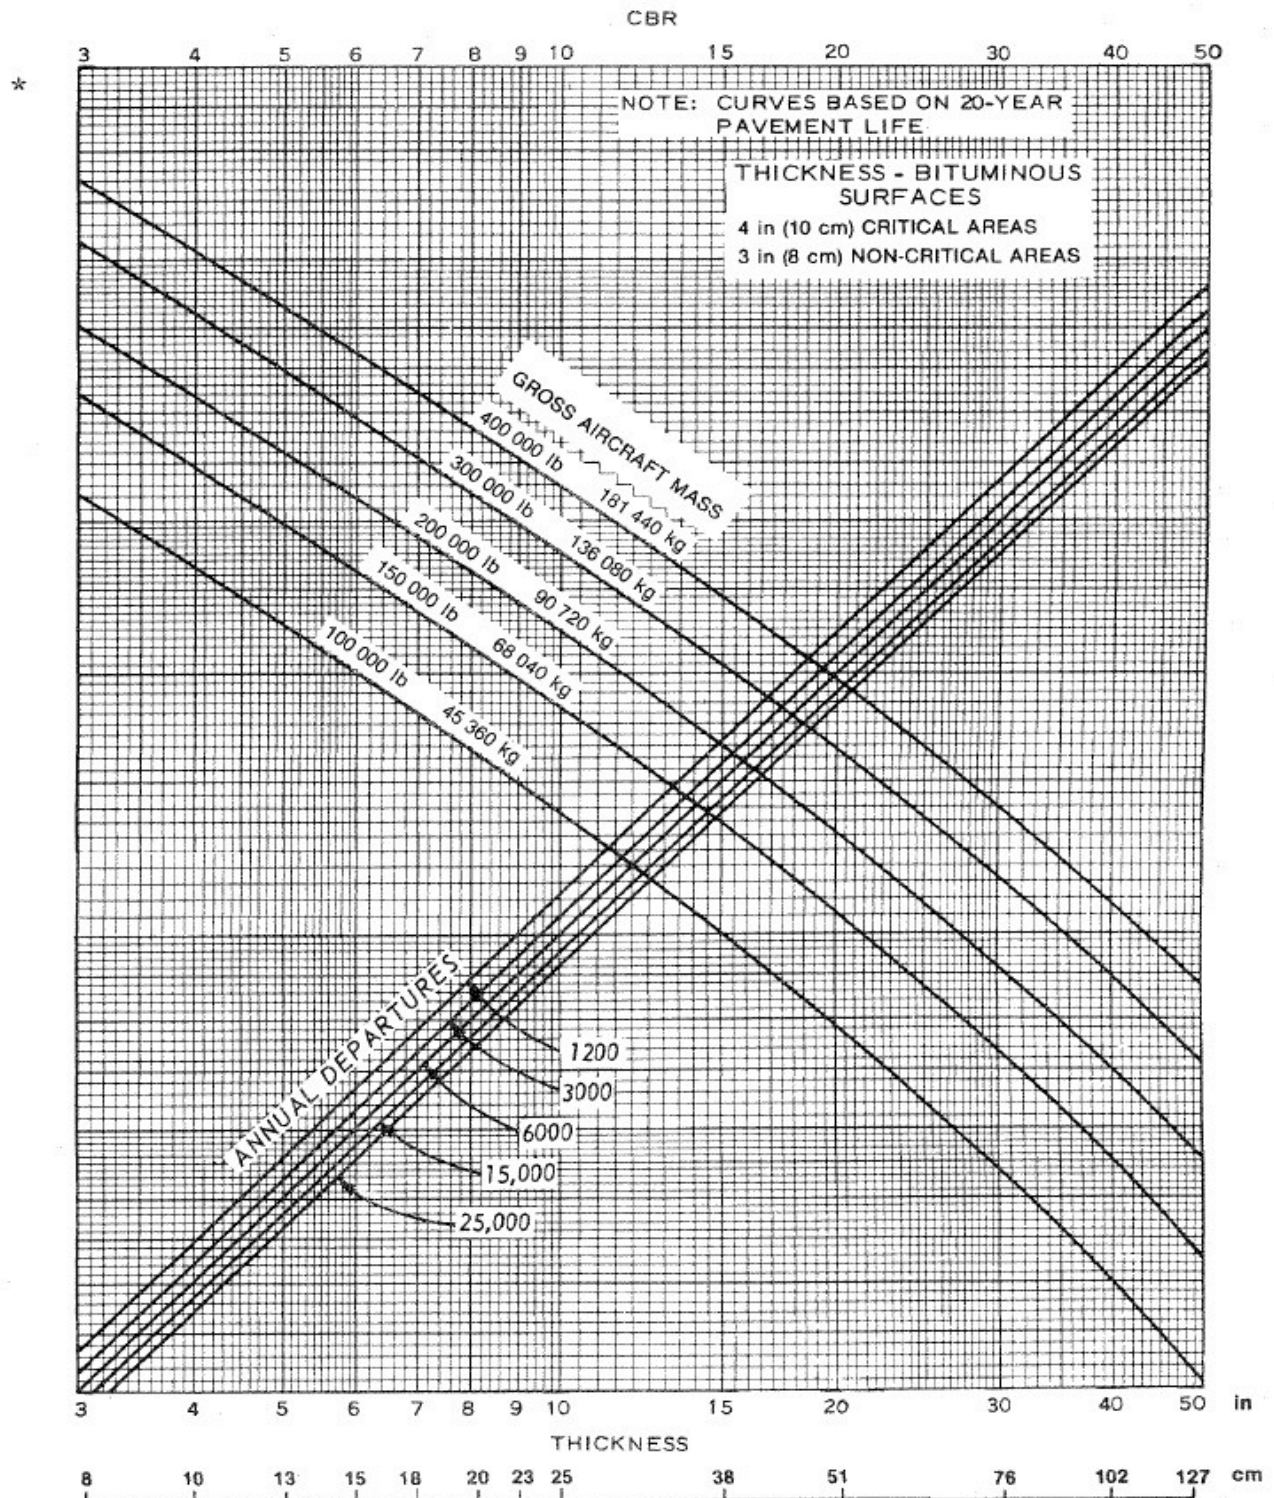 CBR
3 4 5 6 7 8 9 10 15 20 30 40 50
*
NOTE: CURVES BASED ON 20-YEAR
PAVEMENT LIFE
THICKNESS - BITUMINOUS
SURFACES
4 in (10 cm) CRITICAL AREAS
3 in (8 cm) NON-CRITICAL AREAS
GROSS AIRCRAFT MASS
400 000 lb 181 440 kg
300 000 lb 136 080 kg
200 000 lb 90 720 kg
150 000 lb 68 040 kg
100 000 lb 45 360 kg
ANNUAL DEPARTURES
1200
3000
6000
15,000
25,000
3 4 5 6 7 8 9 10 15 20 30 40 50 in
THICKNESS
8 10 13 15 18 20 23 25 38 51 76 102 127 cm